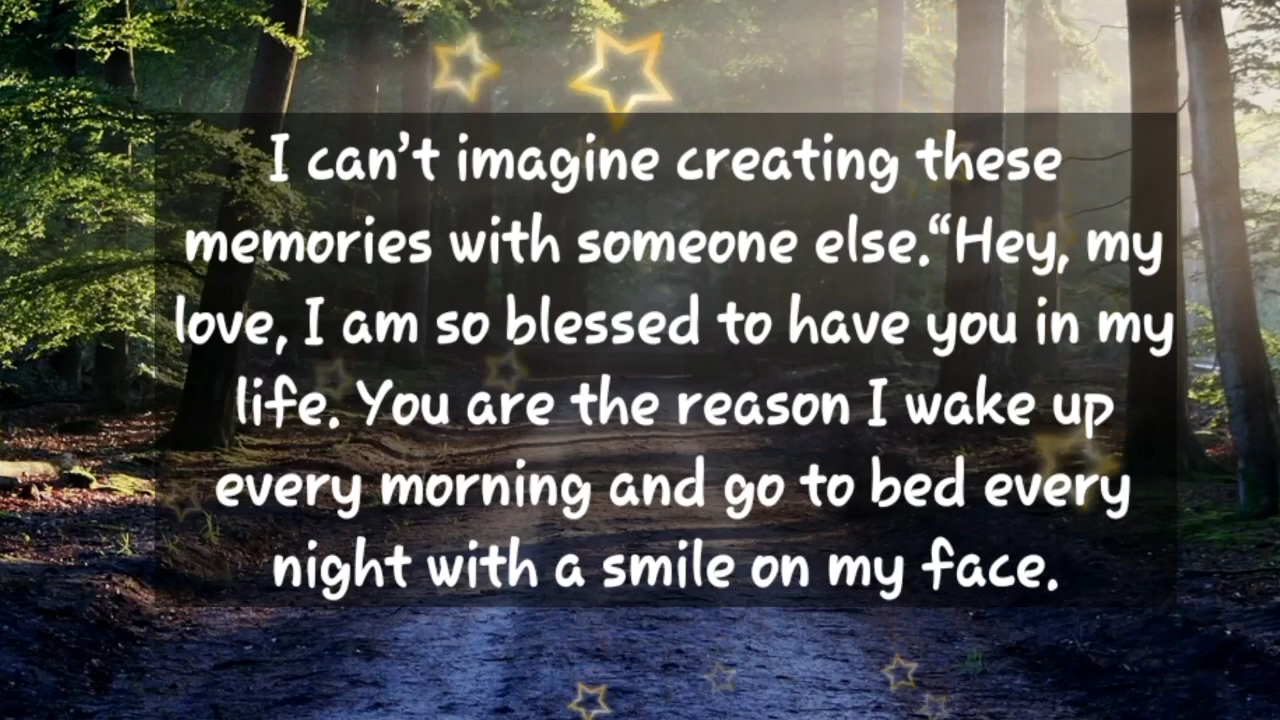 I can’t imagine creating these
memories with someone else.“Hey, my
love, I am so blessed to have you in my
life. You are the reason I wake up
every morning and go to bed every
night with a smile on my face.